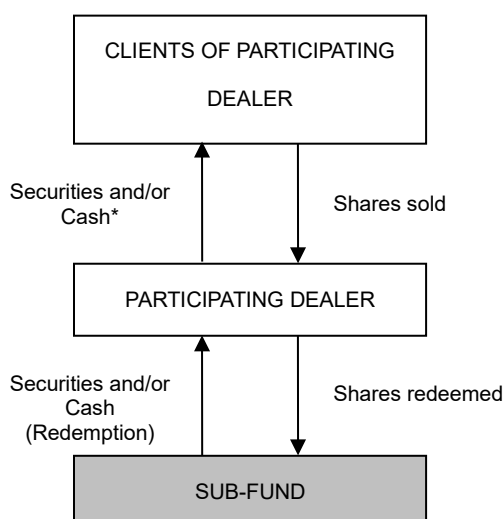 CLIENTS OF PARTICIPATING
DEALER
Securities and/or
Cash*
Shares sold
PARTICIPATING DEALER
Securities and/or
Cash
(Redemption)
Shares redeemed
SUB-FUND